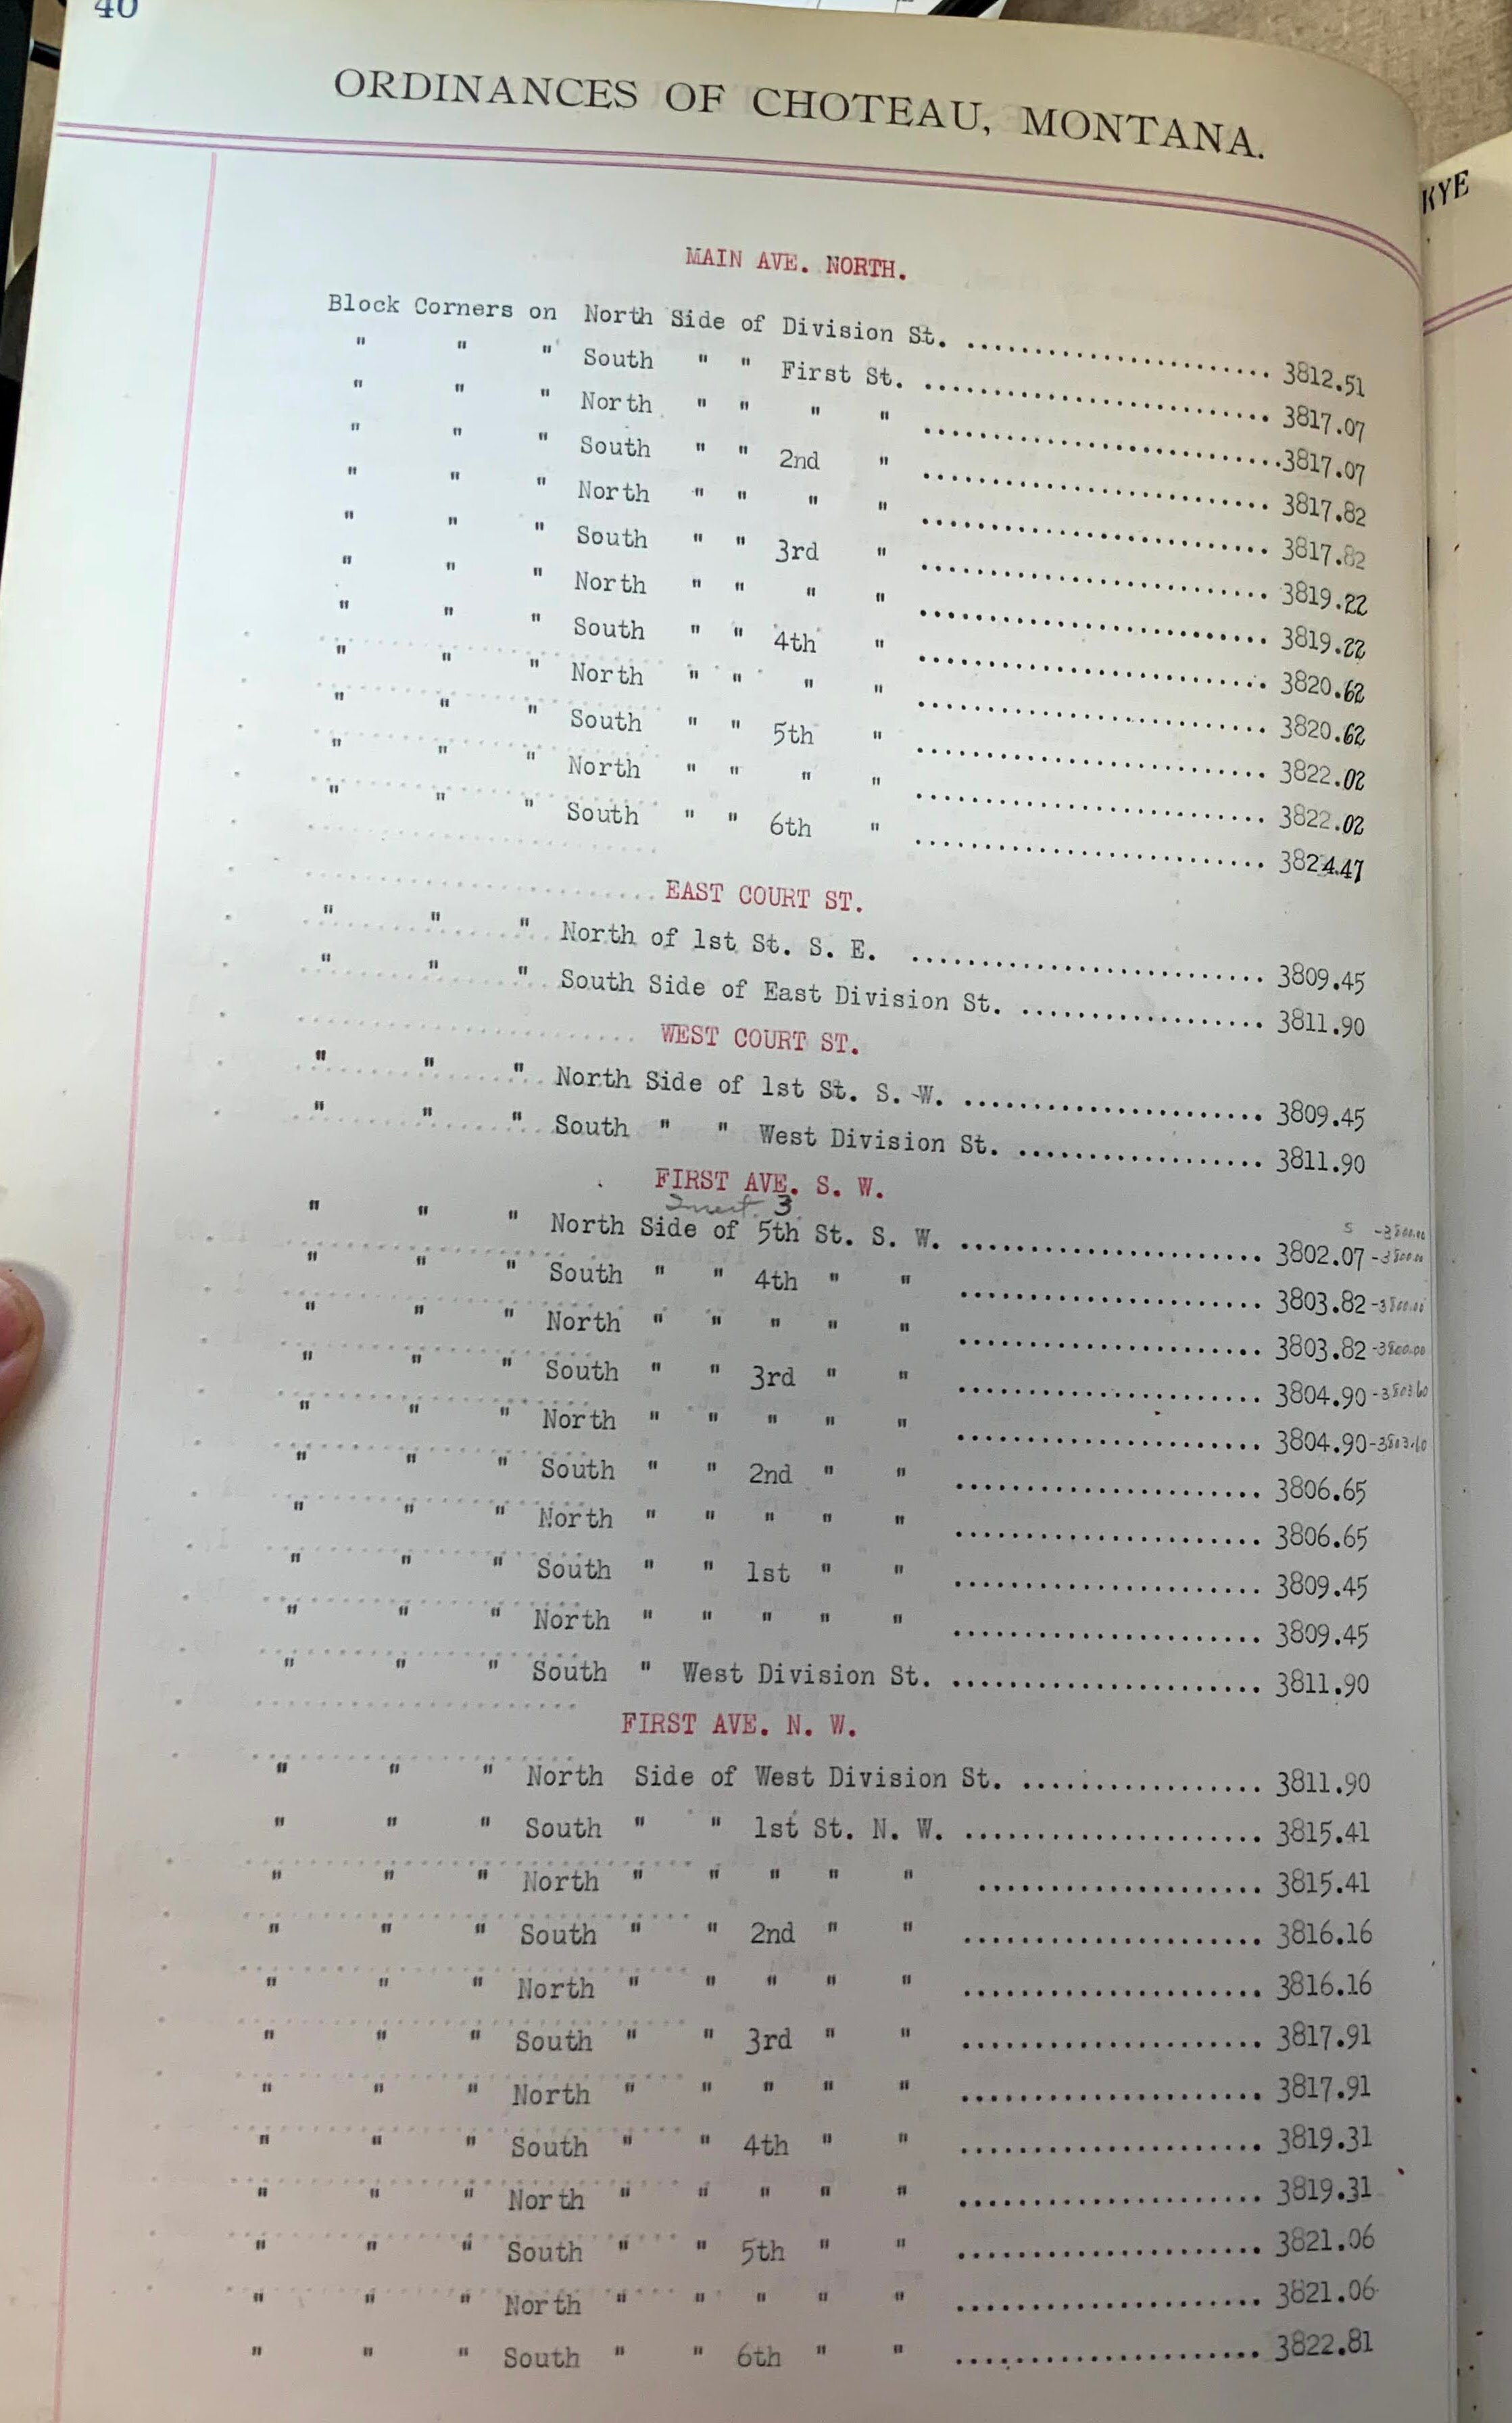 40
ORDINANCES OF CHOTEAU, MONTANA.
KYE
MAIN AVE. NORTH.
Block Corners on North Side of Division St. ........................ 3812.51
" " " South " " First St. ........................ 3817.07
" " " North " " " " ........................ 3817.07
" " " South " " 2nd " ........................ 3817.82
" " " North " " " " ........................ 3817.82
" " " South " " 3rd " ........................ 3819.22
" " " North " " " " ........................ 3819.22
" " " South " " 4th " ........................ 3820.62
" " " North " " " " ........................ 3820.62
" " " South " " 5th " ........................ 3822.02
" " " North " " " " ........................ 3822.02
" " " South " " 6th " ........................ 3824.47
EAST COURT ST.
" " " North of 1st St. S. E. ........................ 3809.45
" " " South Side of East Division St. .................. 3811.90
WEST COURT ST.
" " " North Side of 1st St. S. W. ..................... 3809.45
" " " South " " West Division St. .................. 3811.90
FIRST AVE. S. W.
Insert 3 S -3800.00
" " " North Side of 5th St. S. W. ..................... 3802.07 -3800.00
" " " South " " 4th " " ..................... 3803.82 -3800.00
" " " North " " " " " ..................... 3803.82 -3800.00
" " " South " " 3rd " " ..................... 3804.90 -3803.60
" " " North " " " " " ..................... 3804.90 -3803.60
" " " South " " 2nd " " ..................... 3806.65
" " " North " " " " " ..................... 3806.65
" " " South " " 1st " " ..................... 3809.45
" " " North " " " " " ..................... 3809.45
" " " South " West Division St. ..................... 3811.90
FIRST AVE. N. W.
" " " North Side of West Division St. ................. 3811.90
" " " South " " 1st St. N. W. ..................... 3815.41
" " " North " " " " " .................... 3815.41
" " " South " " 2nd " " ..................... 3816.16
" " " North " " " " " ..................... 3816.16
" " " South " " 3rd " " ..................... 3817.91
" " " North " " " " " ..................... 3817.91
" " " South " " 4th " " ..................... 3819.31
" " " North " " " " " ..................... 3819.31
" " " South " " 5th " " ..................... 3821.06
" " " North " " " " " ..................... 3821.06
" " " South " " 6th " " ..................... 3822.81